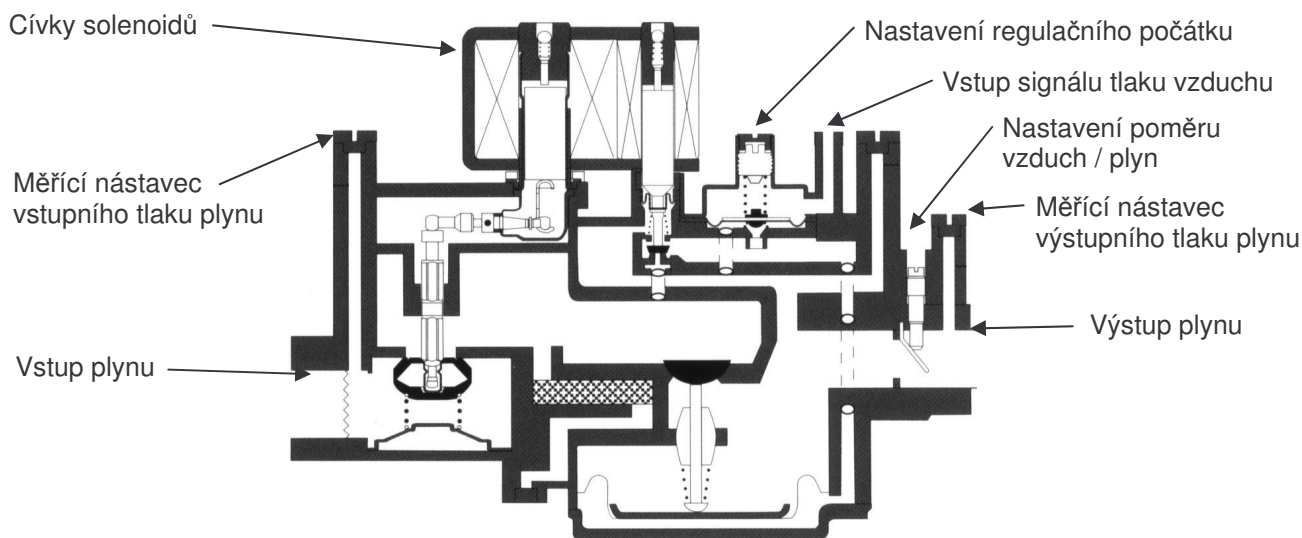 Cívky solenoidů
Nastavení regulačního počátku
Vstup signálu tlaku vzduchu
Nastavení poměru
vzduch / plyn
Měřící nástavec
vstupního tlaku plynu
Měřící nástavec
výstupního tlaku plynu
Vstup plynu
Výstup plynu